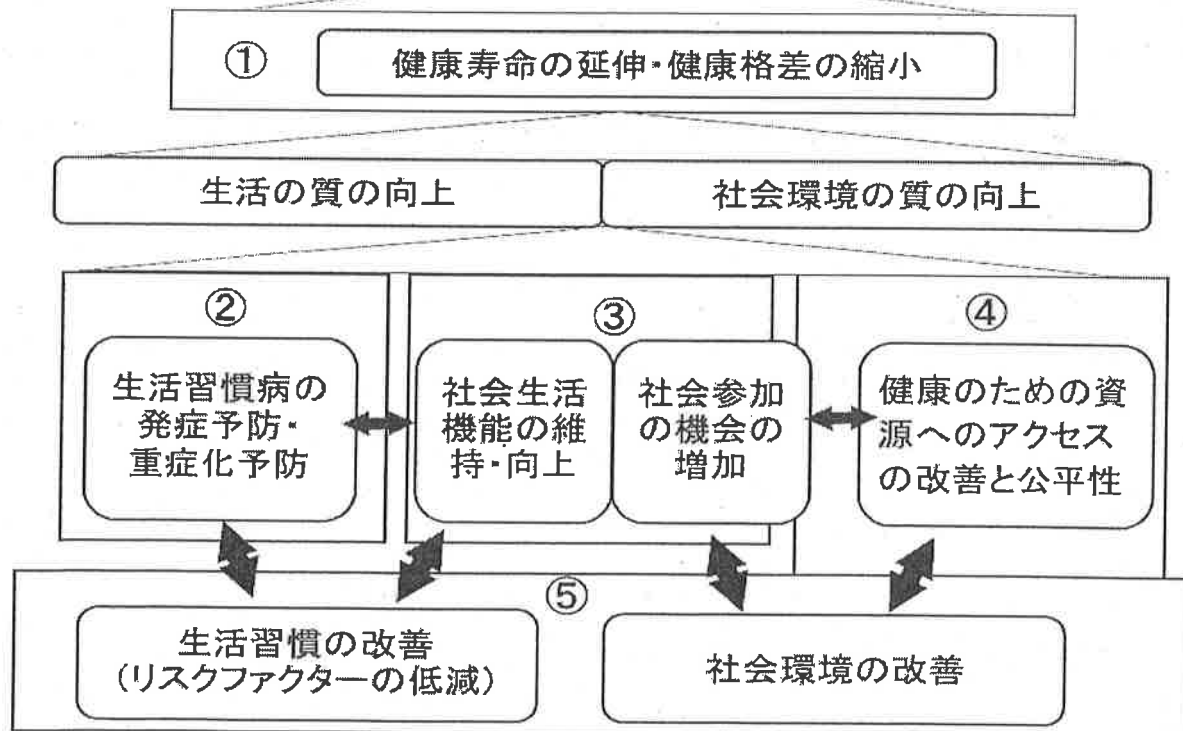 ①
健康寿命の延伸・健康格差の縮小
生活の質の向上
社会環境の質の向上
②
生活習慣病の
発症予防・
重症化予防
③
社会生活
機能の維
持・向上
社会参加
の機会の
増加
④
健康のための資
源へのアクセス
の改善と公平性
⑤
生活習慣の改善
(リスクファクターの低減)
社会環境の改善